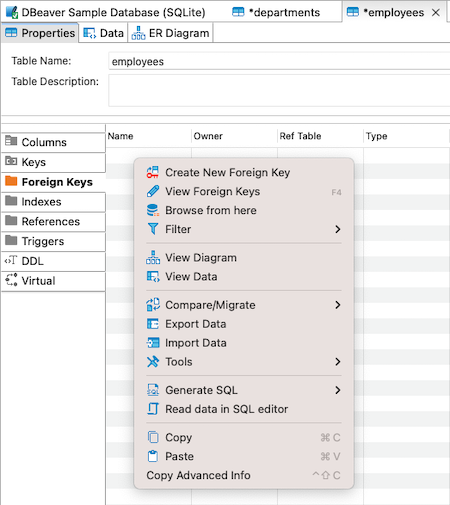 DBeaver Sample Database (SQLite) *departments *employees
Properties Data ER Diagram
Table Name: employees
Table Description:
Columns
Keys
Foreign Keys
Indexes
References
Triggers
DDL
Virtual
Name Owner Ref Table Type
Create New Foreign Key
View Foreign Keys F4
Browse from here
Filter
View Diagram
View Data
Compare/Migrate
Export Data
Import Data
Tools
Generate SQL
Read data in SQL editor
Copy ⌘ C
Paste ⌘ V
Copy Advanced Info ^⇧ C